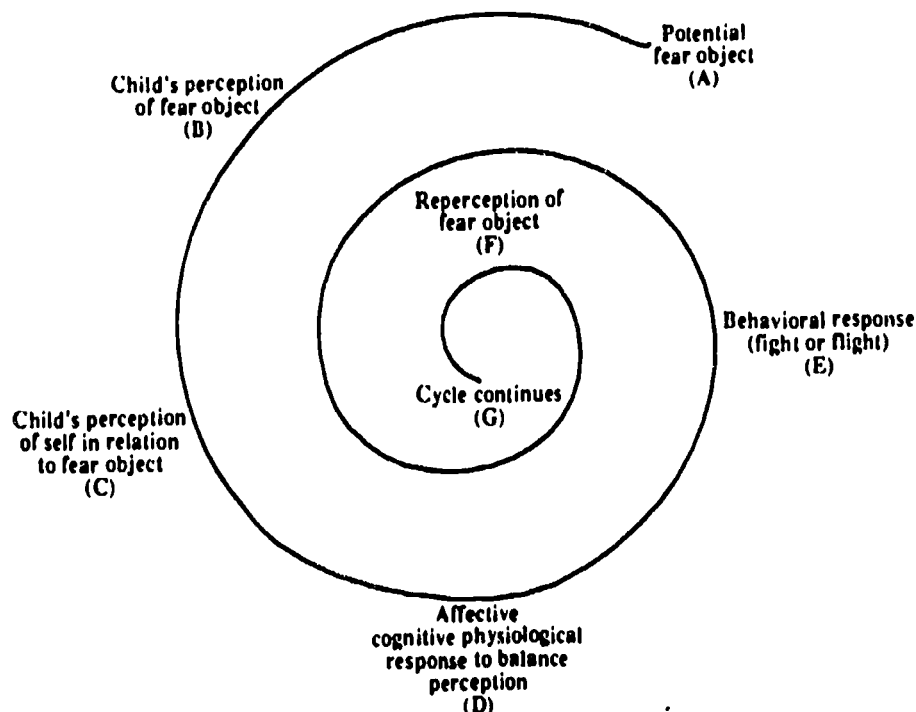 Potential
fear object
(A)
Child's perception
of fear object
(B)
Child's perception
of self in relation
to fear object
(C)
Affective
cognitive physiological
response to balance
perception
(D)
Behavioral response
(fight or flight)
(E)
Reperception of
fear object
(F)
Cycle continues
(G)